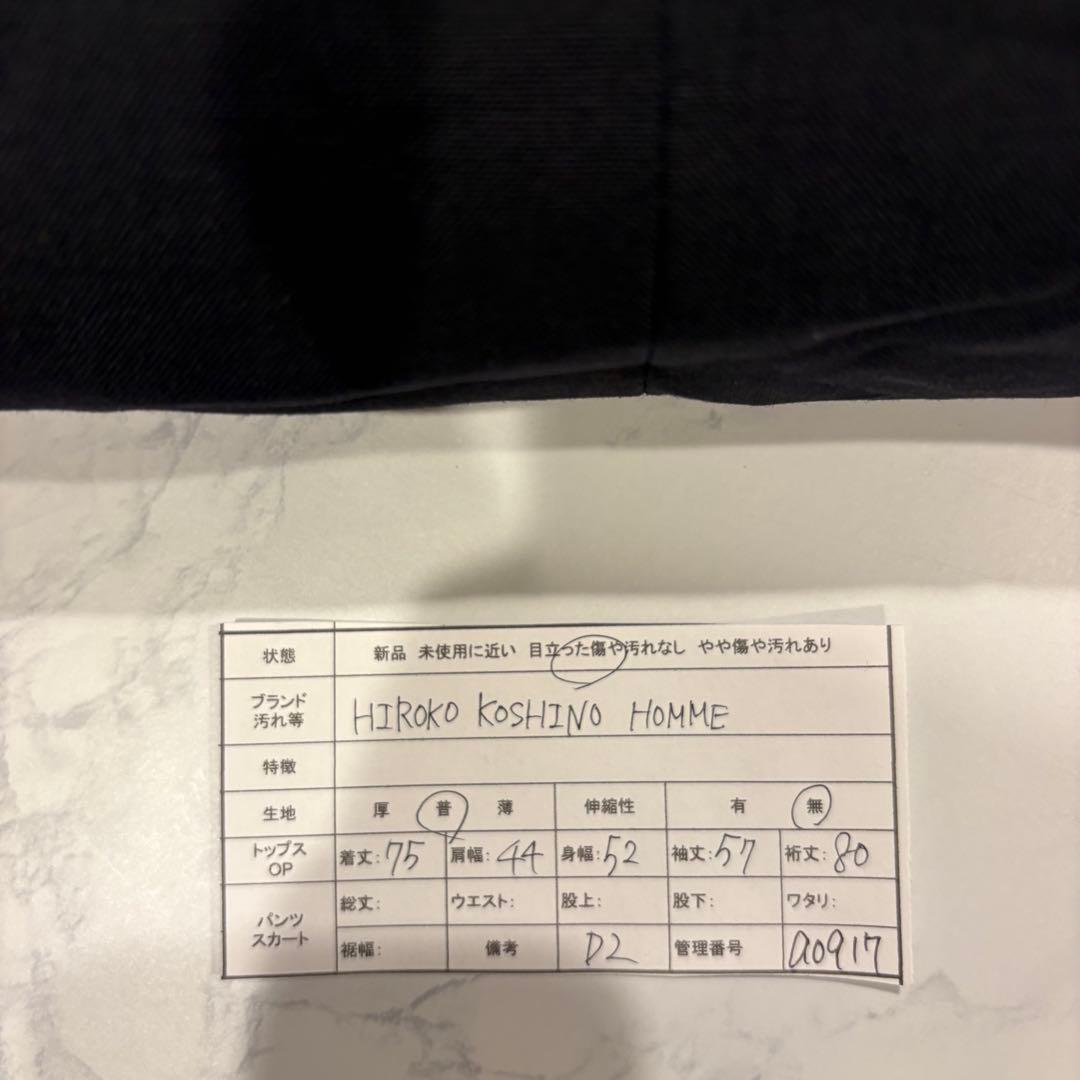 状態 新品 未使用に近い 目立った傷や汚れなし やや傷や汚れあり
ブランド
汚れ等 HIROKO KOSHINO HOMME
特徴
生地 厚 普 薄 伸縮性 有 無
トップス
OP 着丈:75 肩幅:44 身幅:52 袖丈:57 裄丈:80
パンツ
スカート 総丈: ウエスト: 股上: 股下: ワタリ:
裾幅: 備考 D2 管理番号 a0917